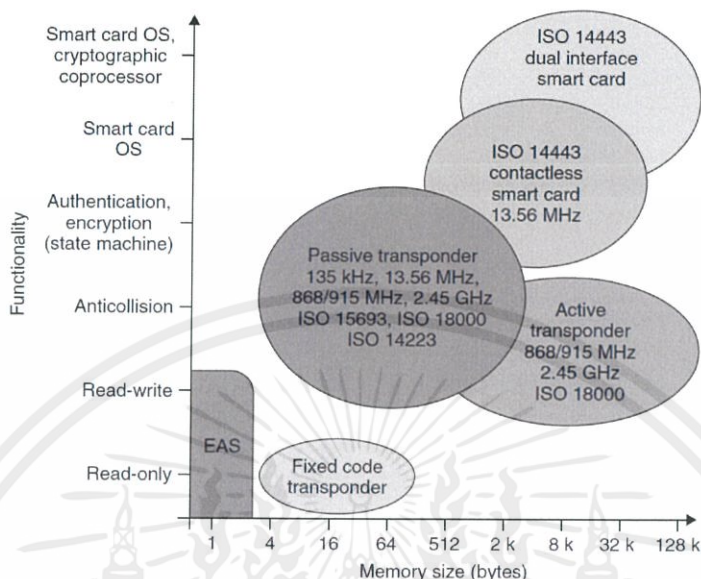 Functionality
Smart card OS,
cryptographic
coprocessor
Smart card
OS
Authentication,
encryption
(state machine)
Anticollision
Read-write
Read-only
ISO 14443
dual interface
smart card
ISO 14443
contactless
smart card
13.56 MHz
Passive transponder
135 kHz, 13.56 MHz,
868/915 MHz, 2.45 GHz
ISO 15693, ISO 18000
ISO 14223
Active
transponder
868/915 MHz
2.45 GHz
ISO 18000
EAS
Fixed code
transponder
1 4 16 64 512 2 k 8 k 32 k 128 k
Memory size (bytes)